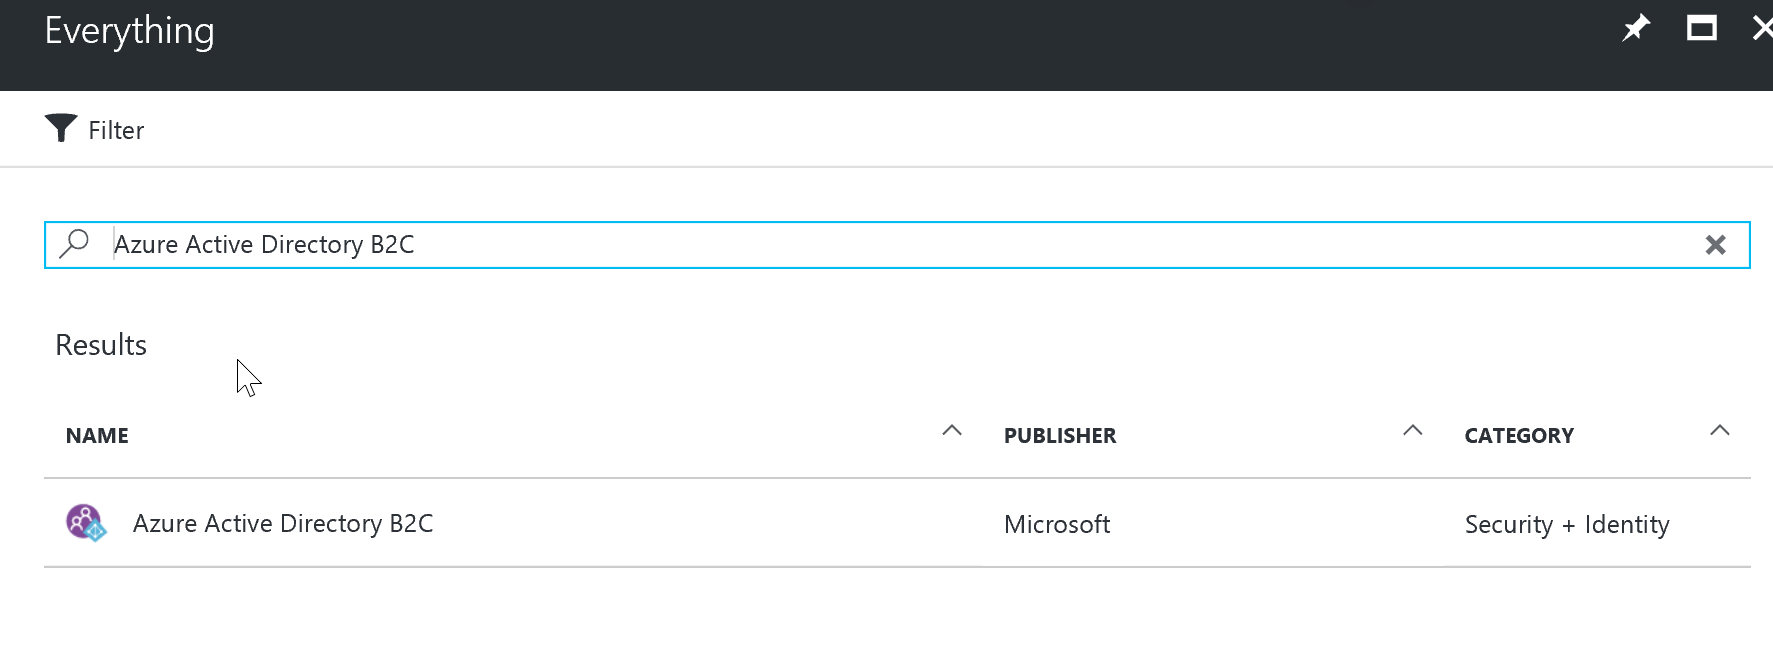 Everything
Filter
Azure Active Directory B2C
Results
NAME PUBLISHER CATEGORY
Azure Active Directory B2C Microsoft Security + Identity